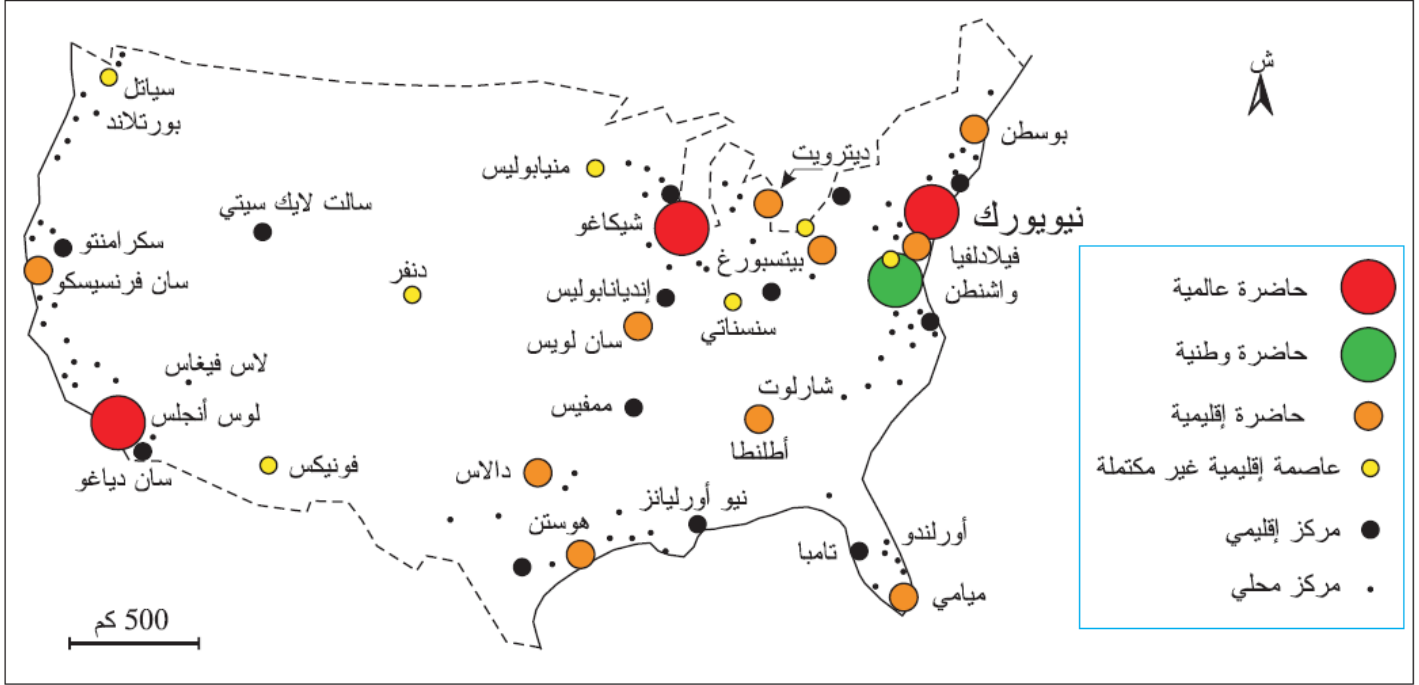 ش
سياتل
بورتلاند
بوسطن
ديترويت
منيابوليس
سالت لايك سيتي
شيكاغو
نيويورك
سكرامنتو
سان فرنسيسكو
دنفر
بيتسبورغ
فيلادلفيا
واشنطن
إنديانابوليس
سنسناتي
سان لويس
لاس فيغاس
لوس أنجلس
سان دياغو
فونيكس
ممفيس
شارلوت
أطلنطا
دالاس
هوستن
نيو أورليانز
تامبا
أورلندو
ميامي
500 كم
حاضرة عالمية
حاضرة وطنية
حاضرة إقليمية
عاصمة إقليمية غير مكتملة
مركز إقليمي
مركز محلي